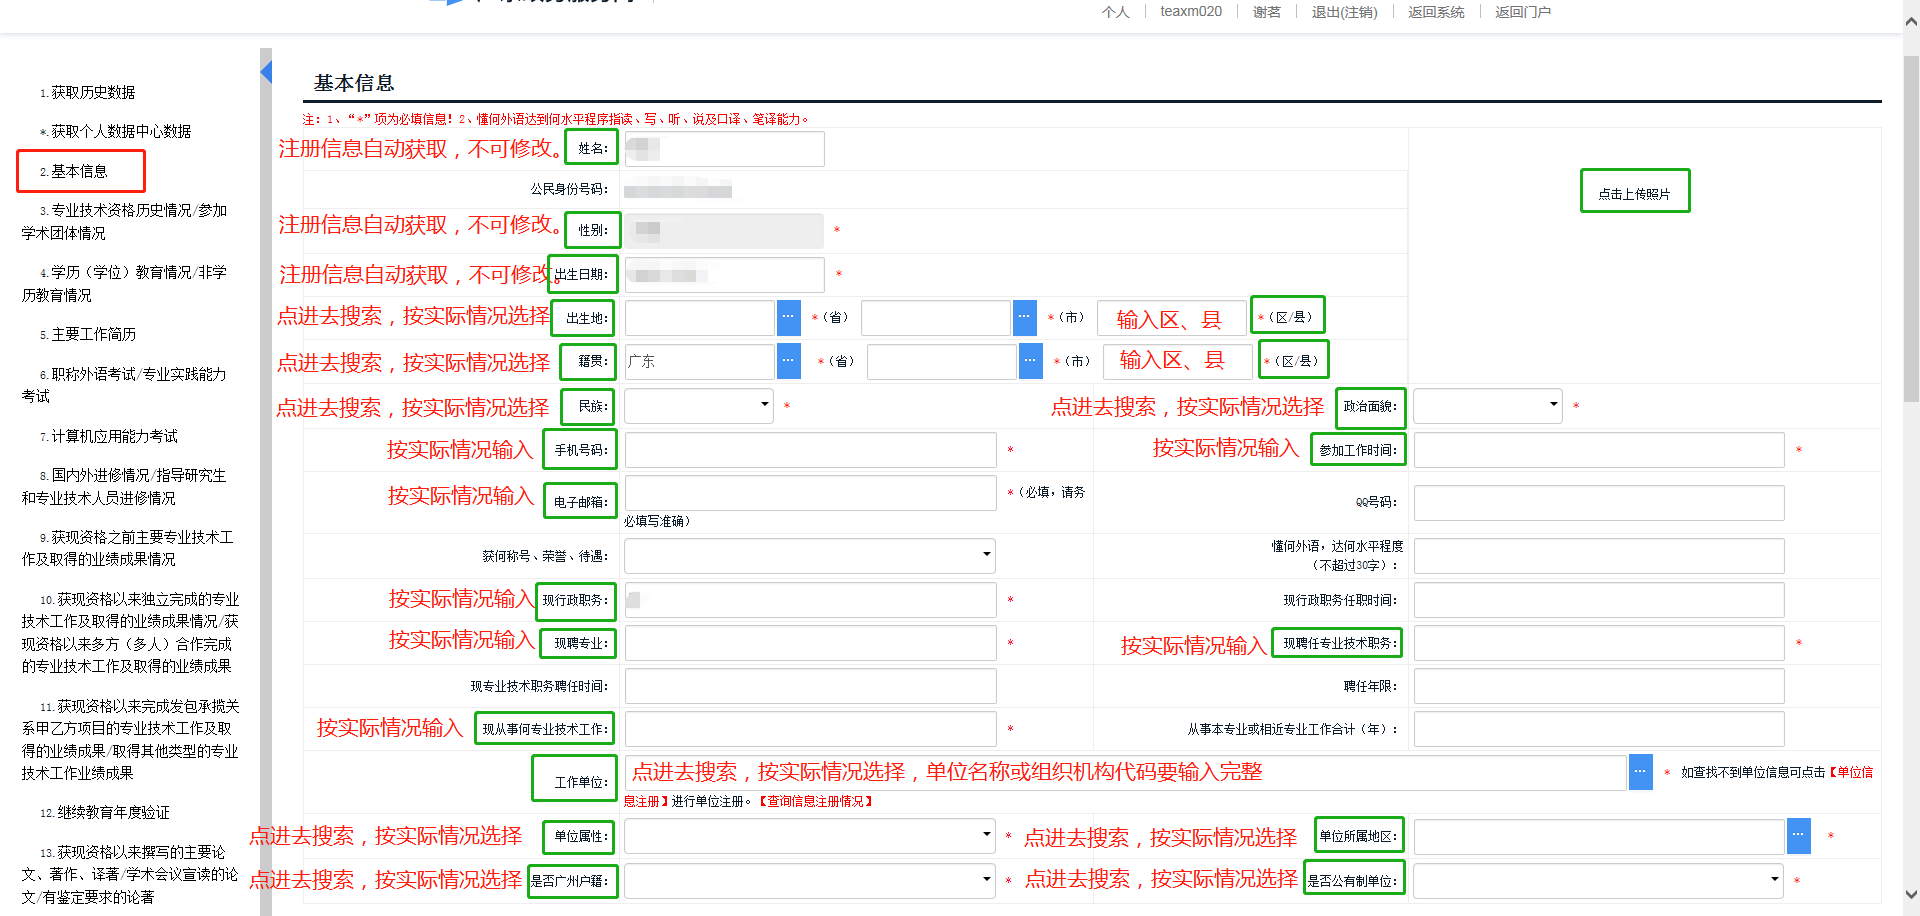 个人 teaxm020 谢茗 退出(注销) 返回系统 返回门户
1.获取历史数据
*.获取个人数据中心数据
2.基本信息
3.专业技术资格历史情况/参加
学术团体情况
4.学历（学位）教育情况/非学
历教育情况
5.主要工作简历
6.职称外语考试/专业实践能力
考试
7.计算机应用能力考试
8.国内外进修情况/指导研究生
和专业技术人员进修情况
9.获现资格之前主要专业技术工
作及取得的业绩成果情况
10.获现资格以来独立完成的专业
技术工作及取得的业绩成果情况/获
现资格以来多方（多人）合作完成
的专业技术工作及取得的业绩成果
11.获现资格以来完成发包承揽关
系甲乙方项目的专业技术工作及取
得的业绩成果/取得其他类型的专业
技术工作业绩成果
12.继续教育年度验证
13.获现资格以来撰写的主要论
文、著作、译著/学术会议宣读的论
文/有鉴定要求的论著
基本信息
注：1、“*”项为必填信息！2、懂何外语达到何水平程序指读、写、听、说及口译、笔译能力。
注册信息自动获取，不可修改。 姓名：
点击上传照片
公民身份号码：
注册信息自动获取，不可修改。 性别： *
注册信息自动获取，不可修改。 出生日期： *
点进去搜索，按实际情况选择 出生地： ... *（省） ... *（市） 输入区、县 *（区/县）
点进去搜索，按实际情况选择 籍贯： 广东 ... *（省） ... *（市） 输入区、县 *（区/县）
点进去搜索，按实际情况选择 民族： * 点进去搜索，按实际情况选择 政治面貌： *
按实际情况输入 手机号码： * 按实际情况输入 参加工作时间： *
按实际情况输入 电子邮箱： *（必填，请务
必填写准确） QQ号码：
获何称号、荣誉、待遇： 懂何外语，达何水平程度
（不超过30字）：
按实际情况输入 现行政职务： * 现行政职务任职时间：
按实际情况输入 现聘专业： * 按实际情况输入 现聘任专业技术职务： *
现专业技术职务聘任时间： 聘任年限：
按实际情况输入 现从事何专业技术工作： * 从事本专业或相近专业工作合计（年）：
工作单位： 点进去搜索，按实际情况选择，单位名称或组织机构代码要输入完整 ... * 如查找不到单位信息可点击【单位信
息注册】进行单位注册。【查询信息注册情况】
点进去搜索，按实际情况选择 单位属性： * 点进去搜索，按实际情况选择 单位所属地区： ... *
点进去搜索，按实际情况选择 是否广州户籍： * 点进去搜索，按实际情况选择 是否公有制单位： *